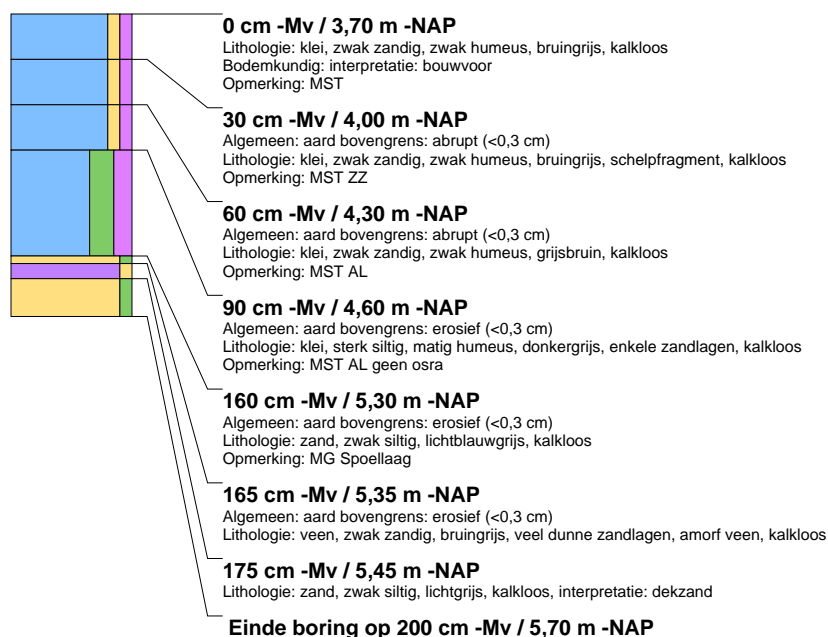 0 cm -Mv / 3,70 m -NAP
Lithologie: klei, zwak zandig, zwak humeus, bruingrijs, kalkloos
Bodemkundig: interpretatie: bouwvoor
Opmerking: MST
30 cm -Mv / 4,00 m -NAP
Algemeen: aard bovengrens: abrupt (<0,3 cm)
Lithologie: klei, zwak zandig, zwak humeus, bruingrijs, schelpfragment, kalkloos
Opmerking: MST ZZ
60 cm -Mv / 4,30 m -NAP
Algemeen: aard bovengrens: abrupt (<0,3 cm)
Lithologie: klei, zwak zandig, zwak humeus, grijsbruin, kalkloos
Opmerking: MST AL
90 cm -Mv / 4,60 m -NAP
Algemeen: aard bovengrens: erosief (<0,3 cm)
Lithologie: klei, sterk siltig, matig humeus, donkergrijs, enkele zandlagen, kalkloos
Opmerking: MST AL geen osra
160 cm -Mv / 5,30 m -NAP
Algemeen: aard bovengrens: erosief (<0,3 cm)
Lithologie: zand, zwak siltig, lichtblauwgrijs, kalkloos
Opmerking: MG Spoellaag
165 cm -Mv / 5,35 m -NAP
Algemeen: aard bovengrens: erosief (<0,3 cm)
Lithologie: veen, zwak zandig, bruingrijs, veel dunne zandlagen, amorf veen, kalkloos
175 cm -Mv / 5,45 m -NAP
Lithologie: zand, zwak siltig, lichtgrijs, kalkloos, interpretatie: dekzand
Einde boring op 200 cm -Mv / 5,70 m -NAP